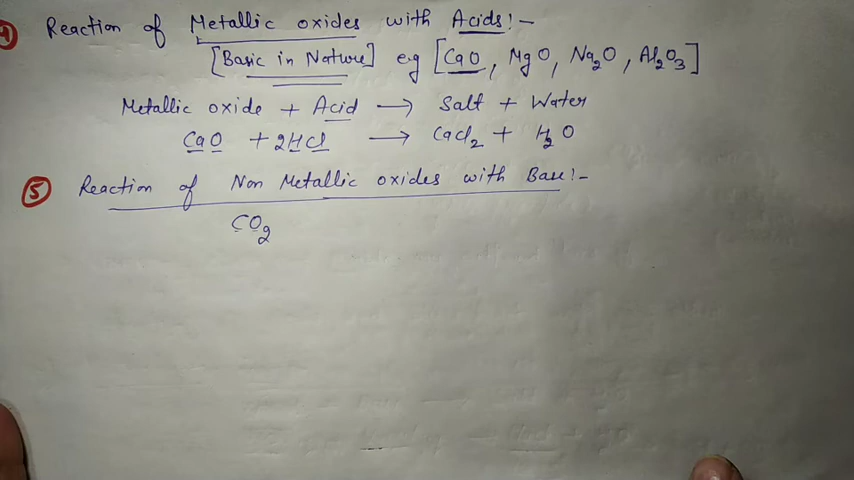 4) Reaction of Metallic oxides with Acids:-
[Basic in Nature] eg [CaO, MgO, Na2O, Al2O3]
Metallic oxide + Acid → Salt + Water
CaO + 2HCl → CaCl2 + H2O
5 Reaction of Non Metallic oxides with Base:-
CO2